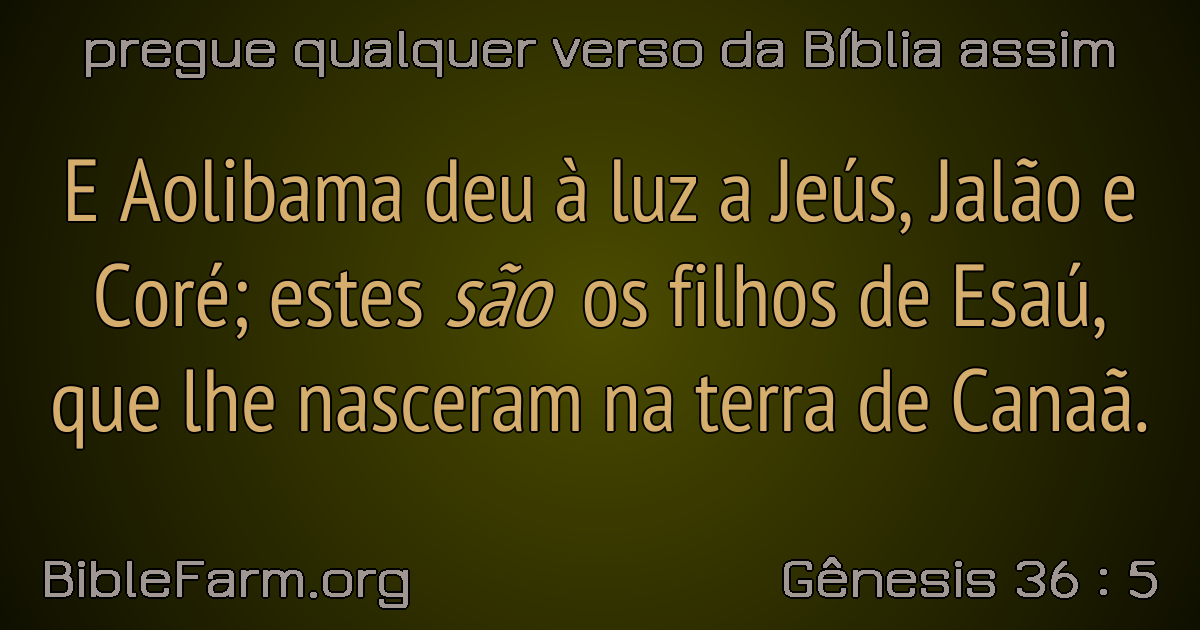 pregue qualquer verso da Bíblia assim
E Aolibama deu à luz a Jeús, Jalão e
Coré; estes são os filhos de Esaú,
que lhe nasceram na terra de Canaã.
BibleFarm.org
Gênesis 36 : 5